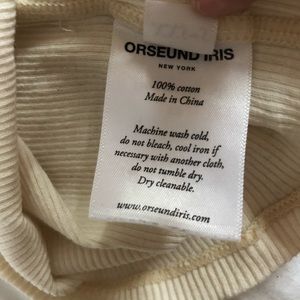 ORSEUND IRIS
NEW YORK
100% cotton
Made in China
Machine wash cold,
do not bleach, cool iron if
necessary with another cloth,
do not tumble dry.
Dry cleanable.
www.orseundiris.com